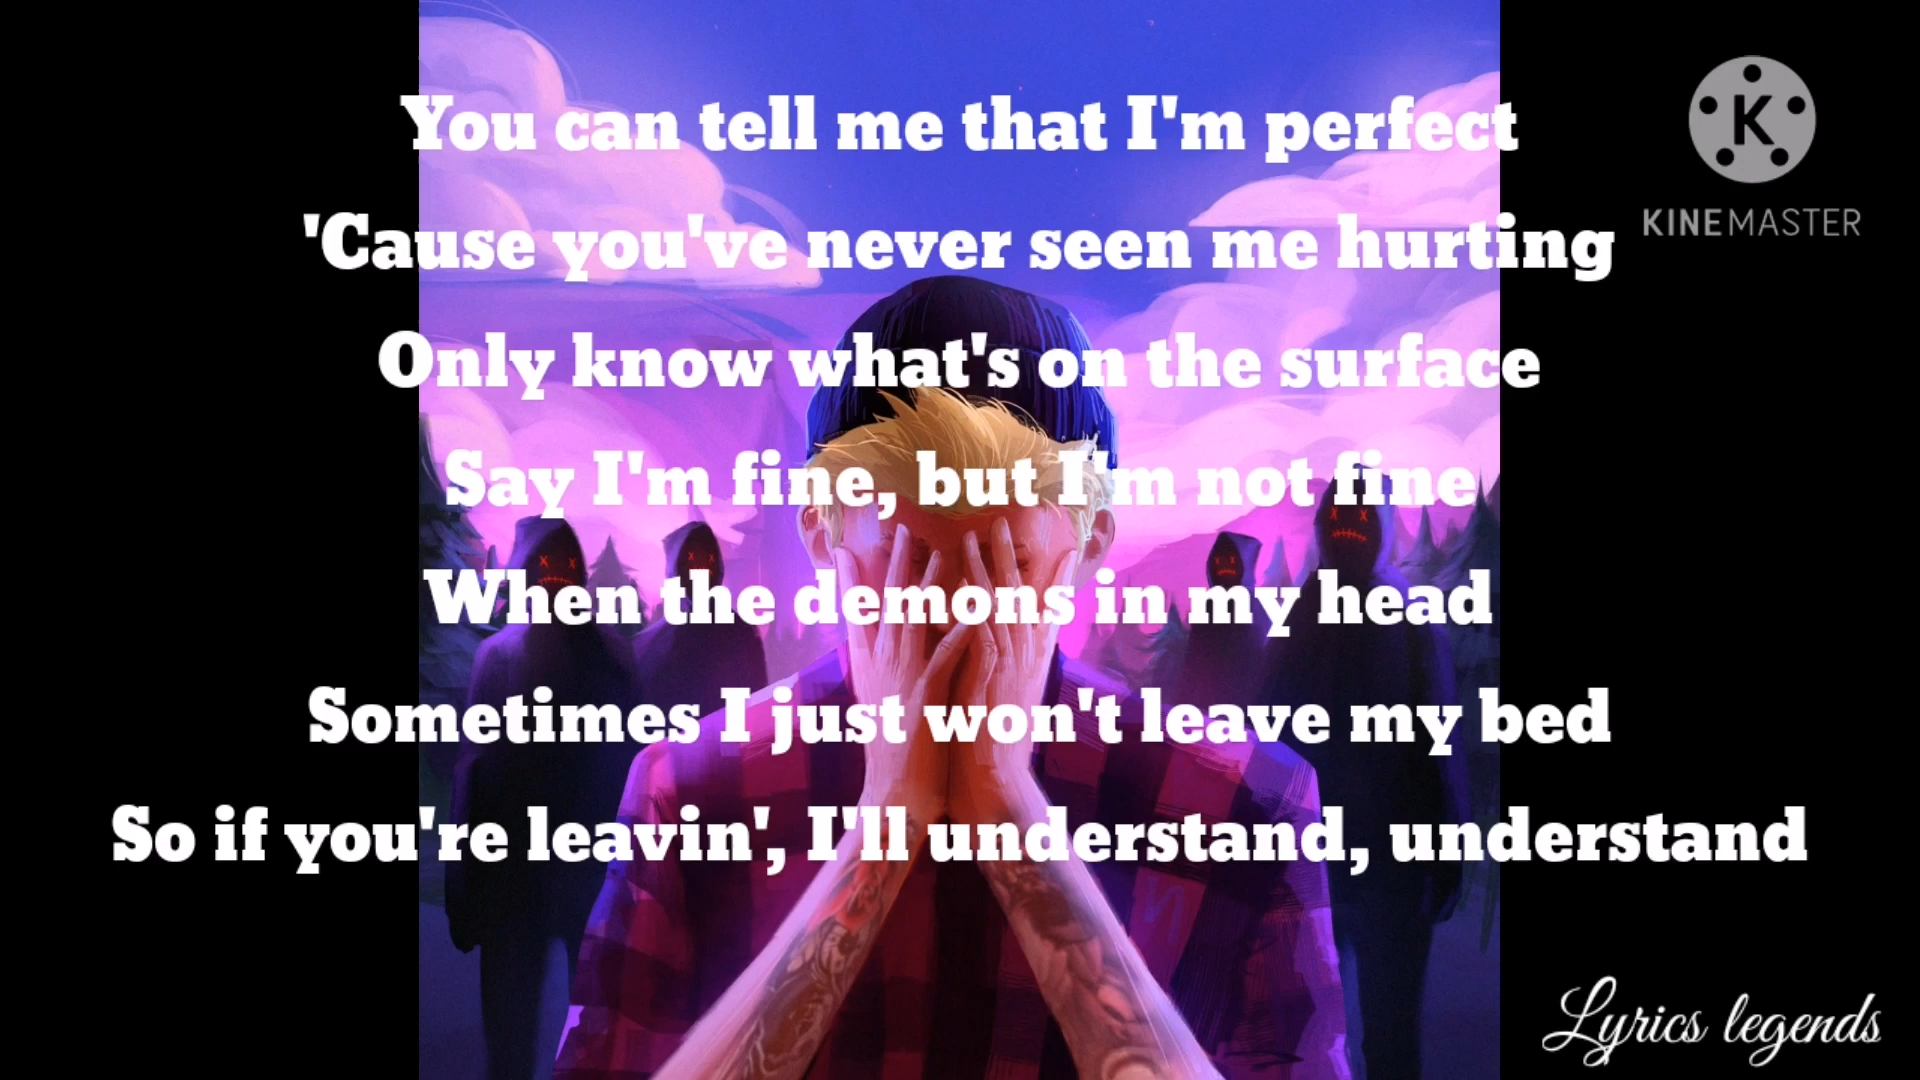 You can tell me that I'm perfect
'Cause you've never seen me hurting
Only know what's on the surface
Say I'm fine, but I'm not fine
When the demons in my head
Sometimes I just won't leave my bed
So if you're leavin', I'll understand, understand
K
KINEMASTER
Lyrics legends